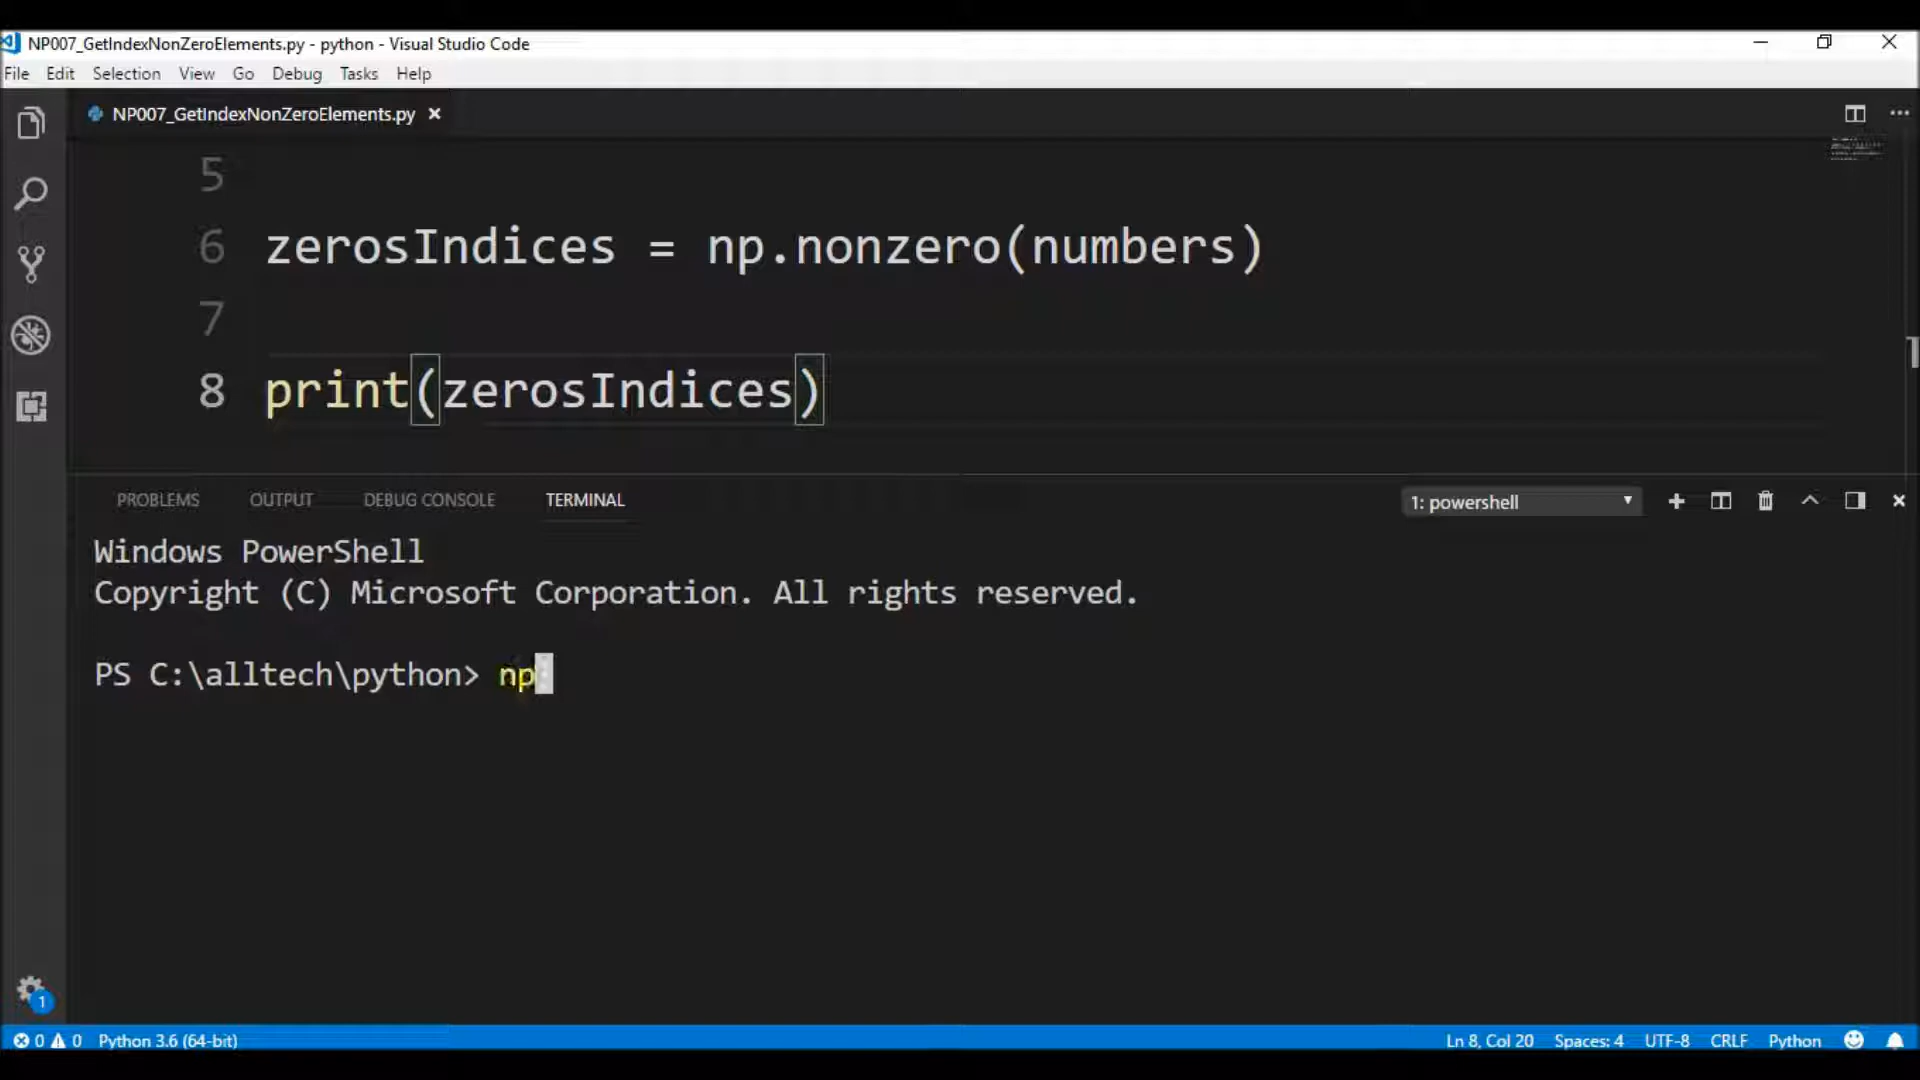 NP007_GetIndexNonZeroElements.py - python - Visual Studio Code
File Edit Selection View Go Debug Tasks Help
NP007_GetIndexNonZeroElements.py
5
6 zerosIndices = np.nonzero(numbers)
7
8 print(zerosIndices)
PROBLEMS OUTPUT DEBUG CONSOLE TERMINAL 1: powershell
Windows PowerShell
Copyright (C) Microsoft Corporation. All rights reserved.
PS C:\alltech\python> np
1
0 0 Python 3.6 (64-bit) Ln 8, Col 20 Spaces: 4 UTF-8 CRLF Python